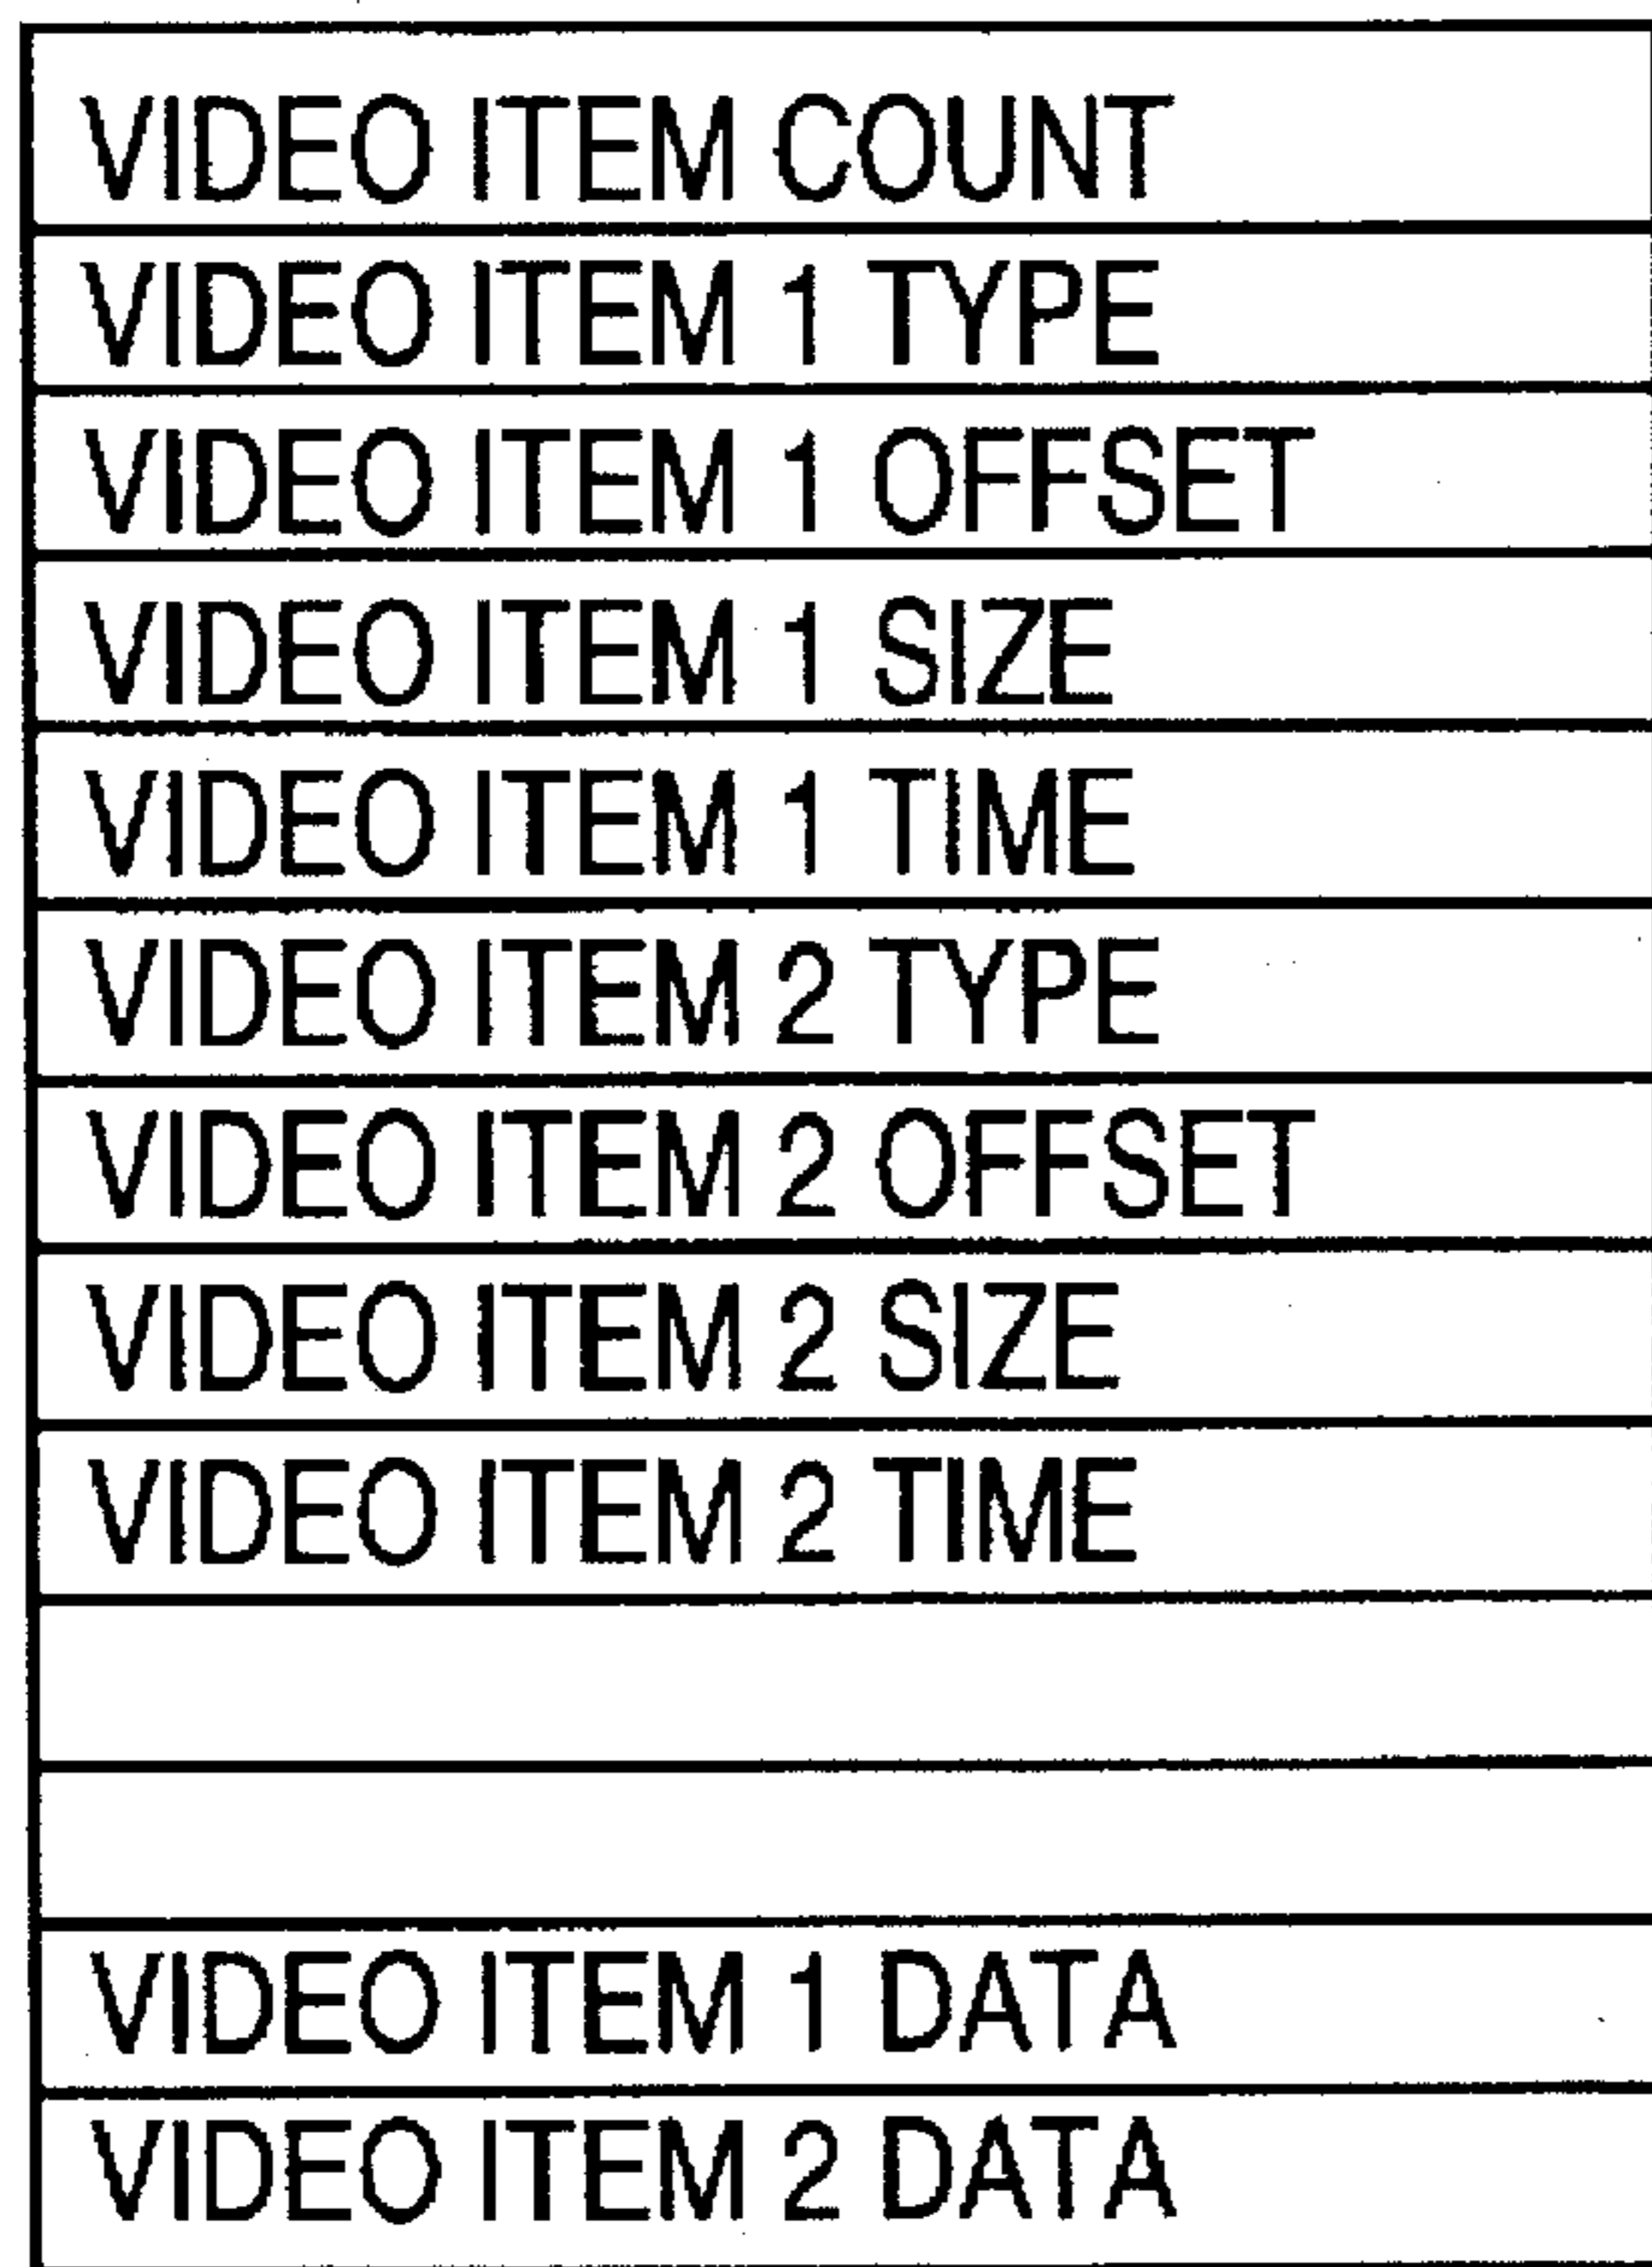 VIDEO ITEM COUNT
VIDEO ITEM 1 TYPE
VIDEO ITEM 1 OFFSET
VIDEO ITEM 1 SIZE
VIDEO ITEM 1 TIME
VIDEO ITEM 2 TYPE
VIDEO ITEM 2 OFFSET
VIDEO ITEM 2 SIZE
VIDEO ITEM 2 TIME
VIDEO ITEM 1 DATA
VIDEO ITEM 2 DATA